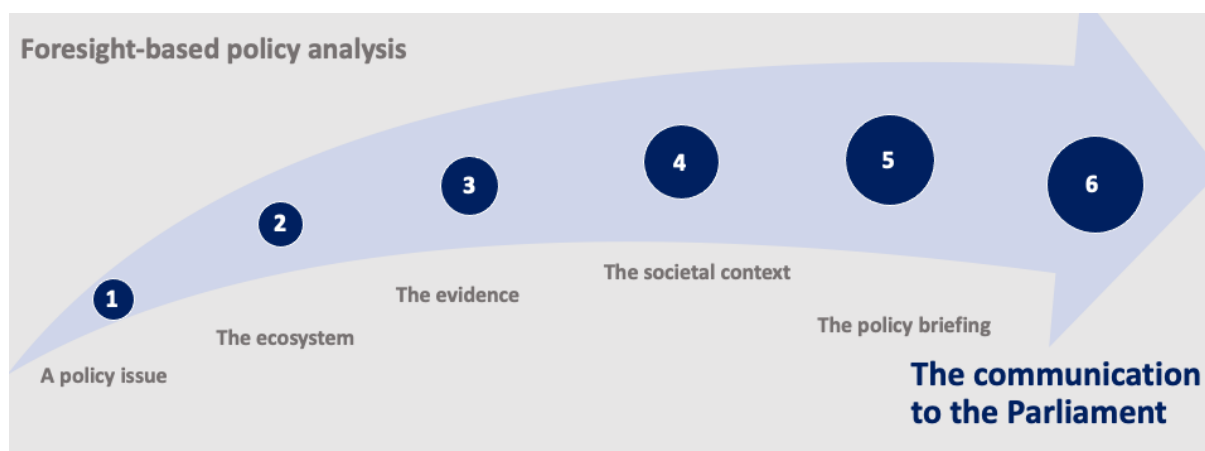 Foresight-based policy analysis
1
A policy issue
2
The ecosystem
3
The evidence
4
The societal context
5
The policy briefing
6
The communication
to the Parliament